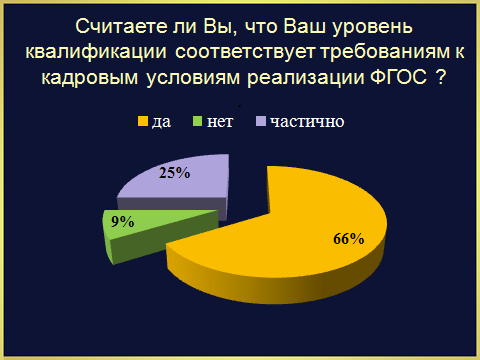 Считаете ли Вы, что Ваш уровень
квалификации соответствует требованиям к
кадровым условиям реализации ФГОС ?
да нет частично
25%
9%
66%